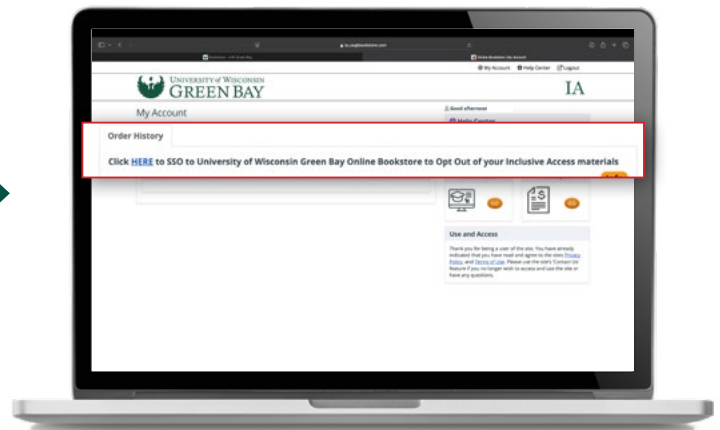 My Account Help Center Logout
UNIVERSITY of WISCONSIN
GREEN BAY
IA
My Account
Good afternoon
Help Center
Order History
Click HERE to SSO to University of Wisconsin Green Bay Online Bookstore to Opt Out of your Inclusive Access materials
Use and Access
Thank you for being a user of the site. You have already
indicated that you have read and agree to the sites Privacy
Policy, and Terms of Use. Please use the site's 'Contact Us'
feature if you no longer wish to access and use the site or
have any questions.